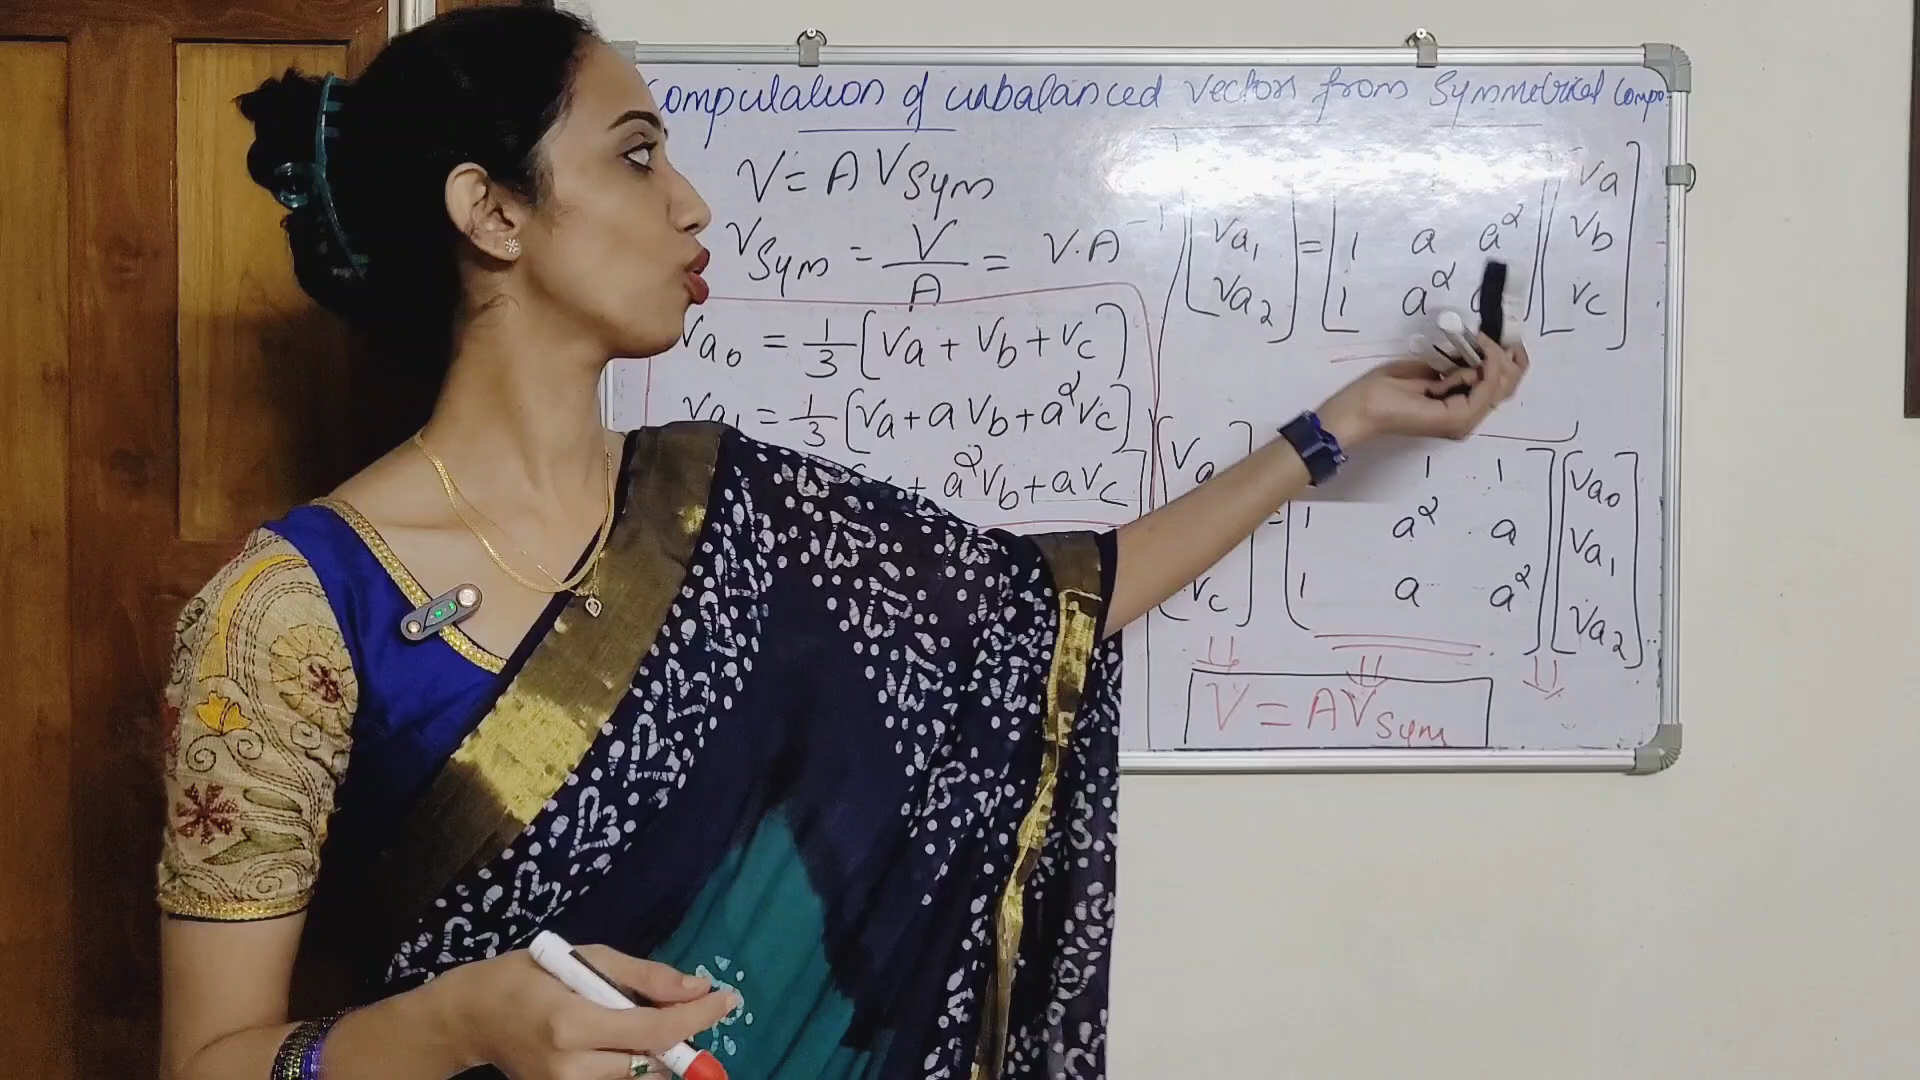 computation of unbalanced vectors from Symmetrical Compo-
V = A VSym
VSym = V/A = V.A⁻¹
Va₀ = 1/3 [Va + Vb + Vc]
Va₁ = 1/3 [Va + aVb + a²Vc]
+ a²Vb + aVc]
Va
[Va₁ = [1 a a² [Vb
Va₂] 1 a² Vc]
[Va 1 1 [Va₀
= 1 a² a Va₁
Vc] 1 a a²] Va₂]
V = AVSym